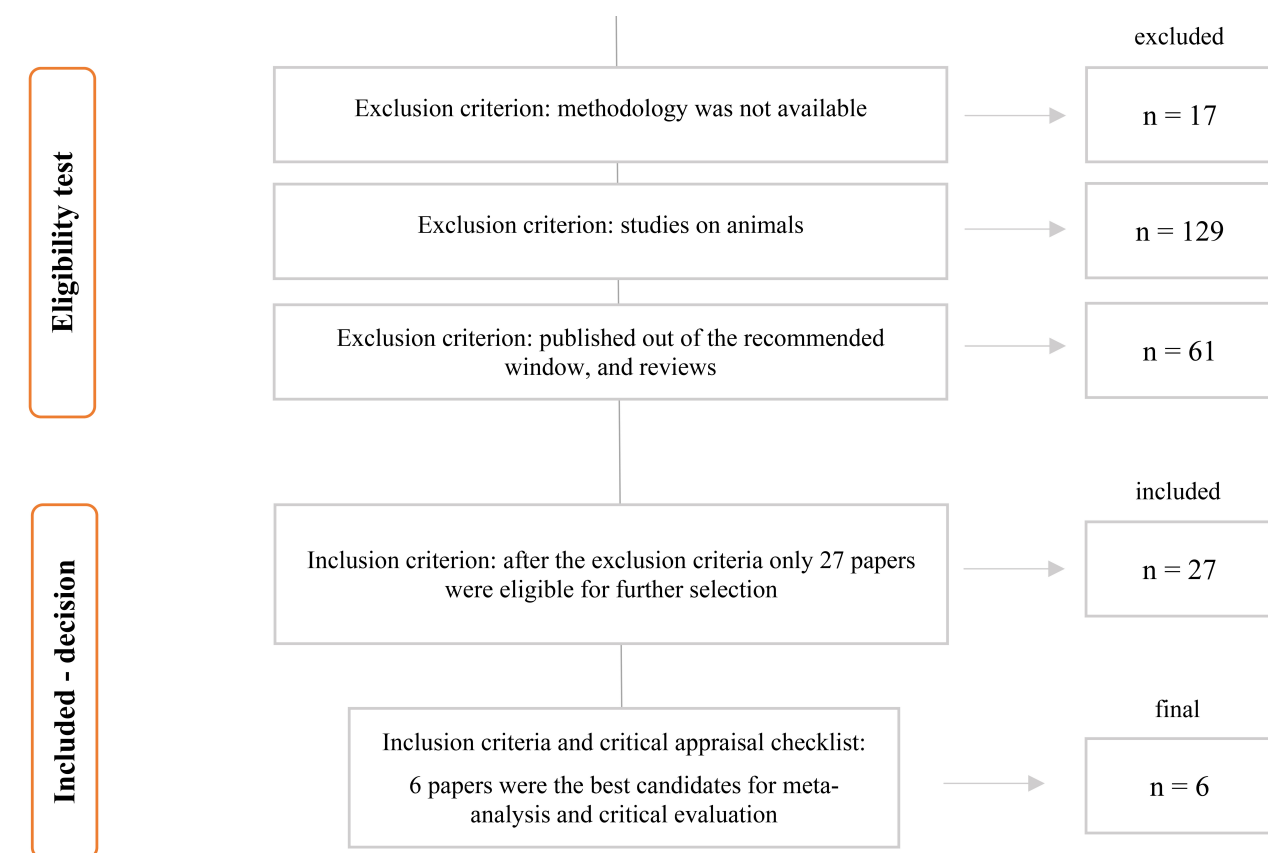 excluded
Eligibility test
Exclusion criterion: methodology was not available
n = 17
Exclusion criterion: studies on animals
n = 129
Exclusion criterion: published out of the recommended
window, and reviews
n = 61
Included - decision
included
Inclusion criterion: after the exclusion criteria only 27 papers
were eligible for further selection
n = 27
final
Inclusion criteria and critical appraisal checklist:
6 papers were the best candidates for meta-
analysis and critical evaluation
n = 6